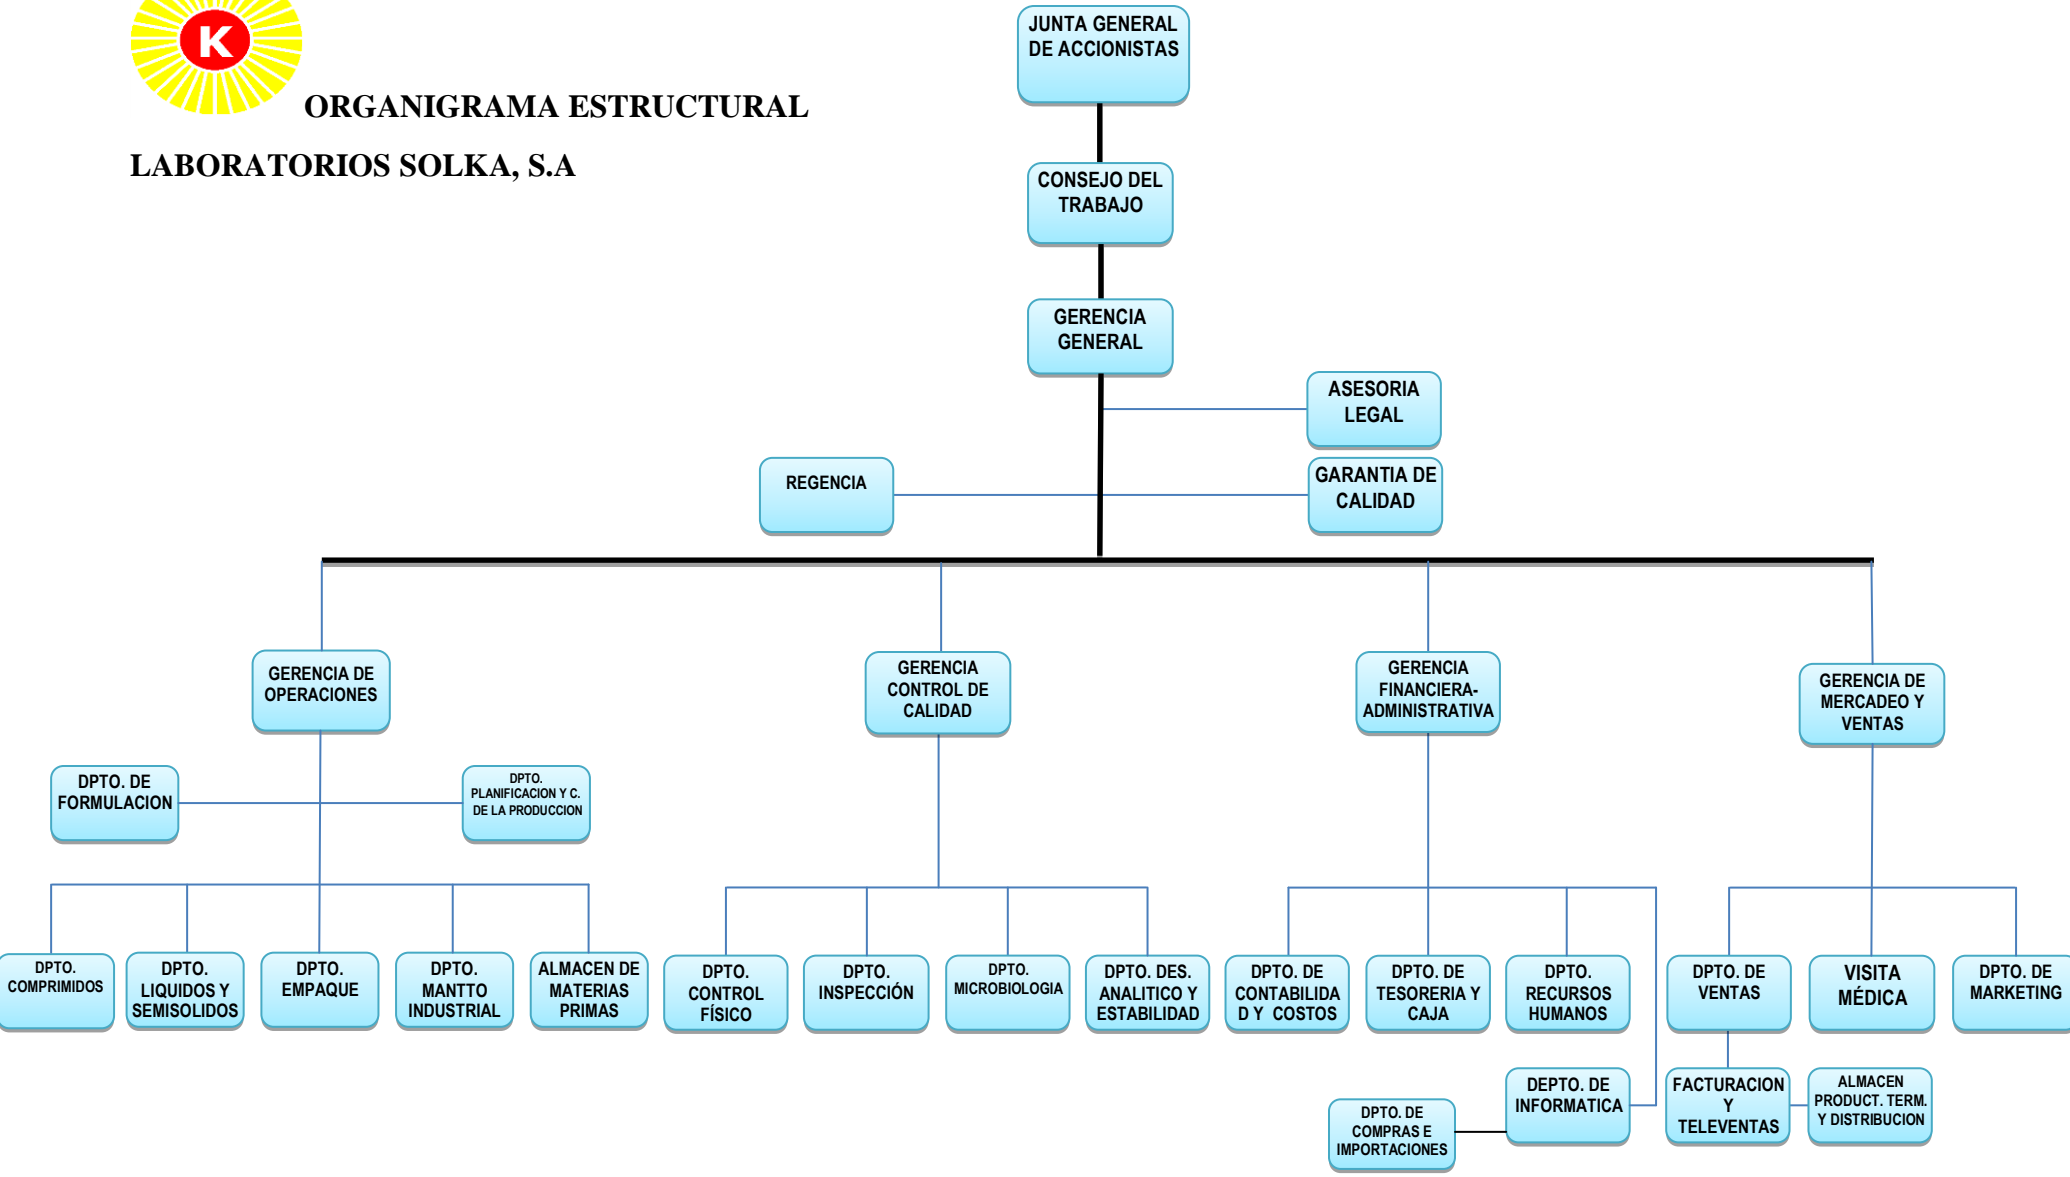 K
ORGANIGRAMA ESTRUCTURAL
LABORATORIOS SOLKA, S.A
JUNTA GENERAL
DE ACCIONISTAS
CONSEJO DEL
TRABAJO
GERENCIA
GENERAL
ASESORIA
LEGAL
REGENCIA
GARANTIA DE
CALIDAD
GERENCIA DE
OPERACIONES
GERENCIA
CONTROL DE
CALIDAD
GERENCIA
FINANCIERA-
ADMINISTRATIVA
GERENCIA DE
MERCADEO Y
VENTAS
DPTO. DE
FORMULACION
DPTO.
PLANIFICACION Y C.
DE LA PRODUCCION
DPTO.
COMPRIMIDOS
DPTO.
LIQUIDOS Y
SEMISOLIDOS
DPTO.
EMPAQUE
DPTO.
MANTTO
INDUSTRIAL
ALMACEN DE
MATERIAS
PRIMAS
DPTO.
CONTROL
FÍSICO
DPTO.
INSPECCIÓN
DPTO.
MICROBIOLOGIA
DPTO. DES.
ANALITICO Y
ESTABILIDAD
DPTO. DE
CONTABILIDA
D Y  COSTOS
DPTO. DE
TESORERIA Y
CAJA
DPTO.
RECURSOS
HUMANOS
DPTO. DE
VENTAS
VISITA
MÉDICA
DPTO. DE
MARKETING
DPTO. DE
COMPRAS E
IMPORTACIONES
DEPTO. DE
INFORMATICA
FACTURACION
Y
TELEVENTAS
ALMACEN
PRODUCT. TERM.
Y DISTRIBUCION